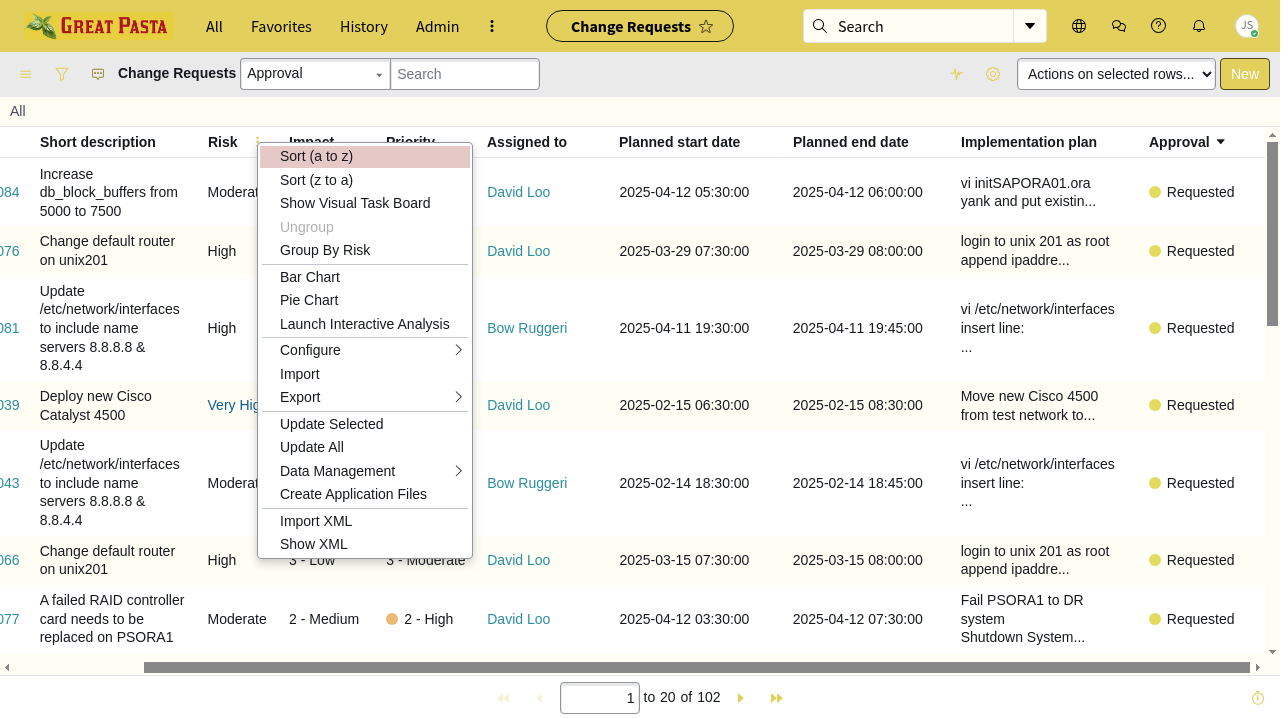 GREAT PASTA All Favorites History Admin Change Requests Search JS
Change Requests Approval Search Actions on selected rows... New
All
Short description Risk Impact Priority Assigned to Planned start date Planned end date Implementation plan Approval
084 Increase
db_block_buffers from
5000 to 7500 David Loo 2025-04-12 05:30:00 2025-04-12 06:00:00 vi initSAPORA01.ora
yank and put existin... Requested
076 Change default router
on unix201 High David Loo 2025-03-29 07:30:00 2025-03-29 08:00:00 login to unix 201 as root
append ipaddre... Requested
081 Update
/etc/network/interfaces
to include name
servers 8.8.8.8 &
8.8.4.4 High Bow Ruggeri 2025-04-11 19:30:00 2025-04-11 19:45:00 vi /etc/network/interfaces
insert line:
... Requested
039 Deploy new Cisco
Catalyst 4500 Very Hig David Loo 2025-02-15 06:30:00 2025-02-15 08:30:00 Move new Cisco 4500
from test network to... Requested
043 Update
/etc/network/interfaces
to include name
servers 8.8.8.8 &
8.8.4.4 Moderat Bow Ruggeri 2025-02-14 18:30:00 2025-02-14 18:45:00 vi /etc/network/interfaces
insert line:
... Requested
066 Change default router
on unix201 High 3 - Low 3 - Moderate David Loo 2025-03-15 07:30:00 2025-03-15 08:00:00 login to unix 201 as root
append ipaddre... Requested
077 A failed RAID controller
card needs to be
replaced on PSORA1 Moderate 2 - Medium 2 - High David Loo 2025-04-12 03:30:00 2025-04-12 07:30:00 Fail PSORA1 to DR
system
Shutdown System... Requested
Sort (a to z)
Sort (z to a)
Show Visual Task Board
Ungroup
Group By Risk
Bar Chart
Pie Chart
Launch Interactive Analysis
Configure
Import
Export
Update Selected
Update All
Data Management
Create Application Files
Import XML
Show XML
1 to 20 of 102